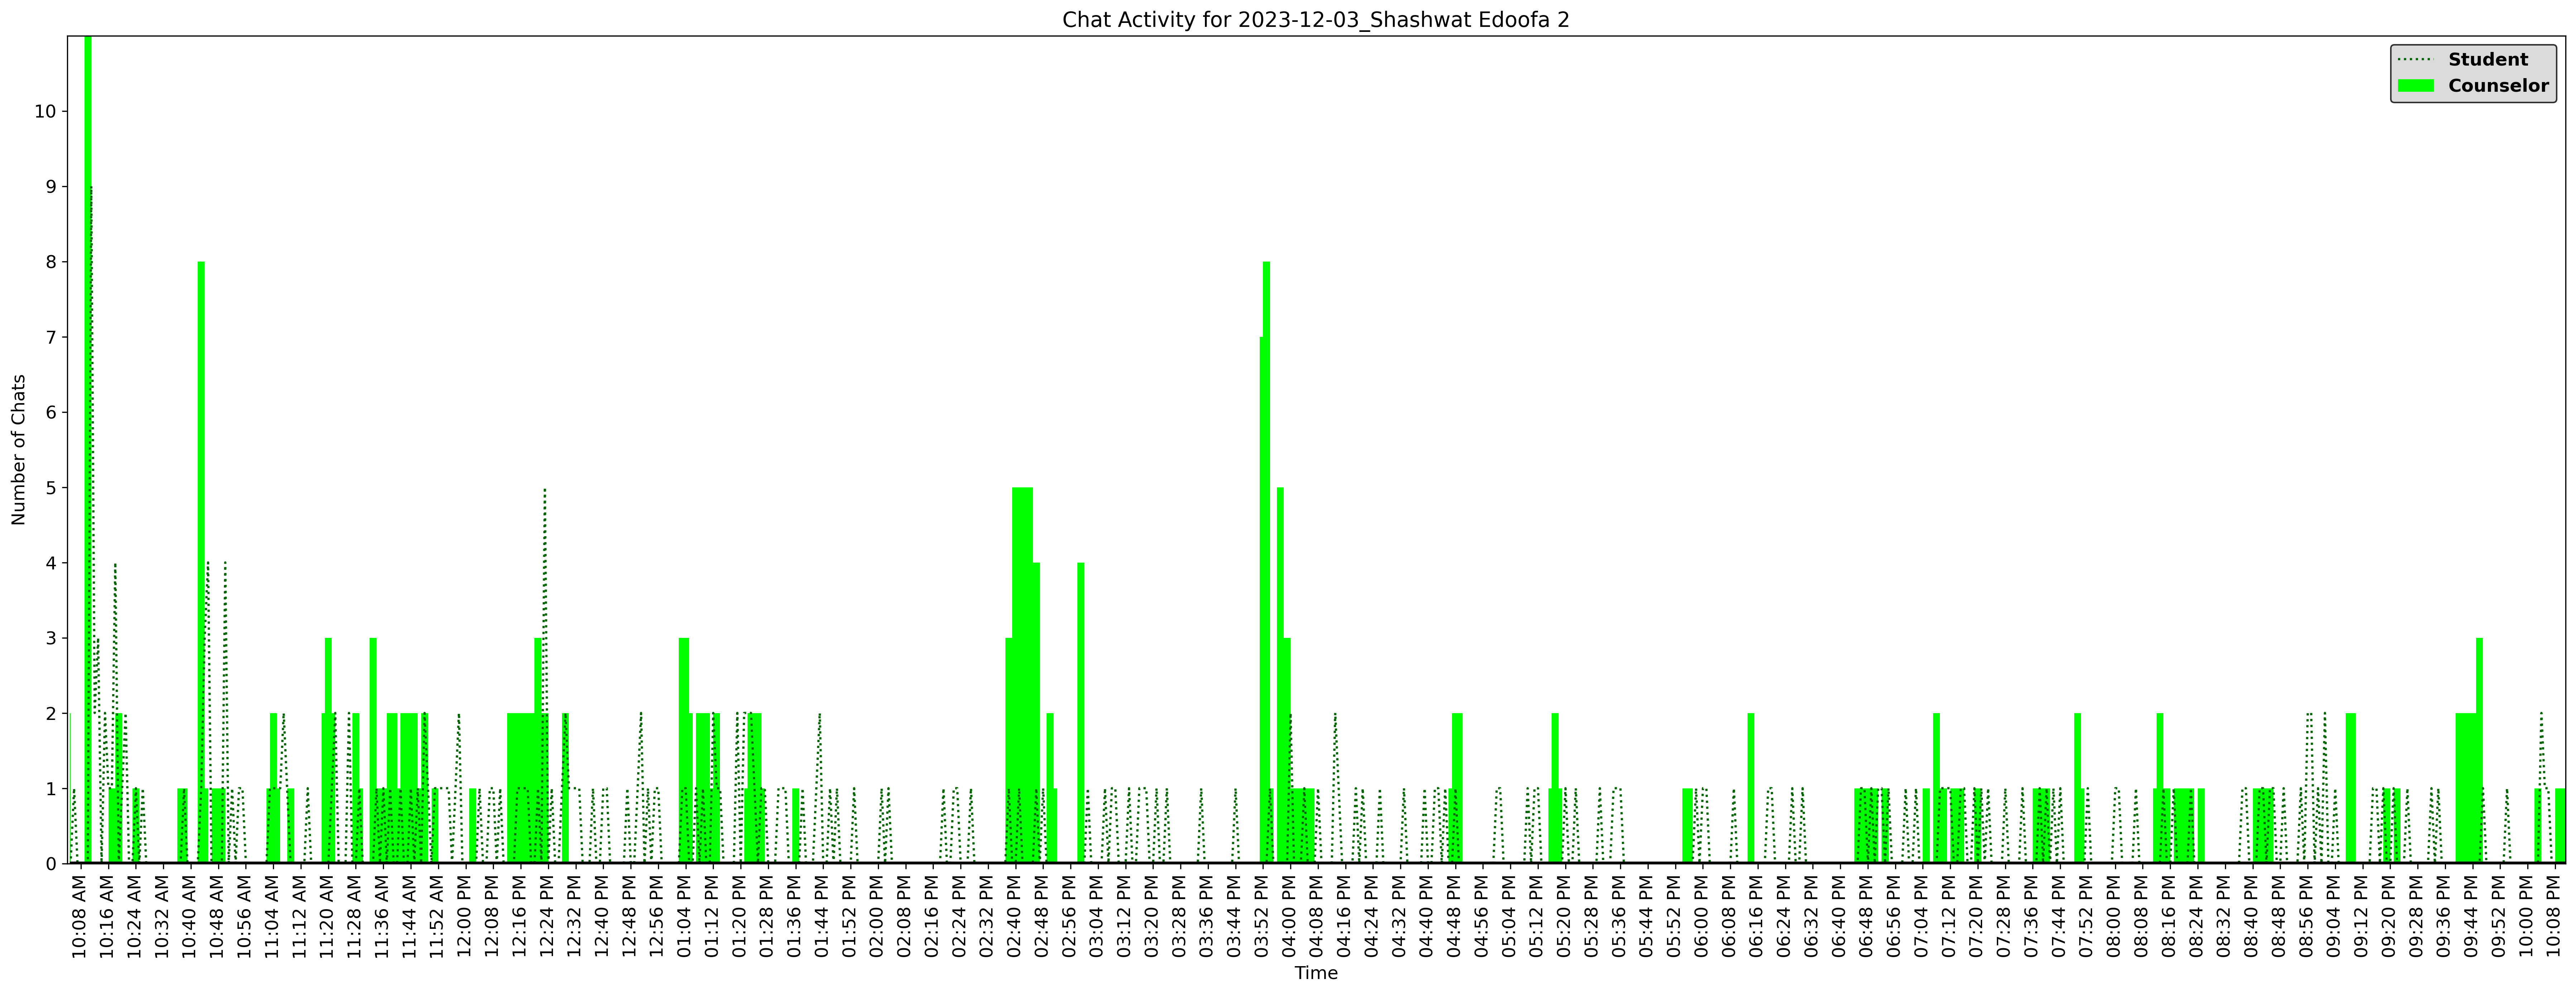 Chat Activity for 2023-12-03_Shashwat Edoofa 2
Student
Counselor
Number of Chats
10
9
8
7
6
5
4
3
2
1
0
10:08 AM
10:16 AM
10:24 AM
10:32 AM
10:40 AM
10:48 AM
10:56 AM
11:04 AM
11:12 AM
11:20 AM
11:28 AM
11:36 AM
11:44 AM
11:52 AM
12:00 PM
12:08 PM
12:16 PM
12:24 PM
12:32 PM
12:40 PM
12:48 PM
12:56 PM
01:04 PM
01:12 PM
01:20 PM
01:28 PM
01:36 PM
01:44 PM
01:52 PM
02:00 PM
02:08 PM
02:16 PM
02:24 PM
02:32 PM
02:40 PM
02:48 PM
02:56 PM
03:04 PM
03:12 PM
03:20 PM
03:28 PM
03:36 PM
03:44 PM
03:52 PM
04:00 PM
04:08 PM
04:16 PM
04:24 PM
04:32 PM
04:40 PM
04:48 PM
04:56 PM
05:04 PM
05:12 PM
05:20 PM
05:28 PM
05:36 PM
05:44 PM
05:52 PM
06:00 PM
06:08 PM
06:16 PM
06:24 PM
06:32 PM
06:40 PM
06:48 PM
06:56 PM
07:04 PM
07:12 PM
07:20 PM
07:28 PM
07:36 PM
07:44 PM
07:52 PM
08:00 PM
08:08 PM
08:16 PM
08:24 PM
08:32 PM
08:40 PM
08:48 PM
08:56 PM
09:04 PM
09:12 PM
09:20 PM
09:28 PM
09:36 PM
09:44 PM
09:52 PM
10:00 PM
10:08 PM
Time